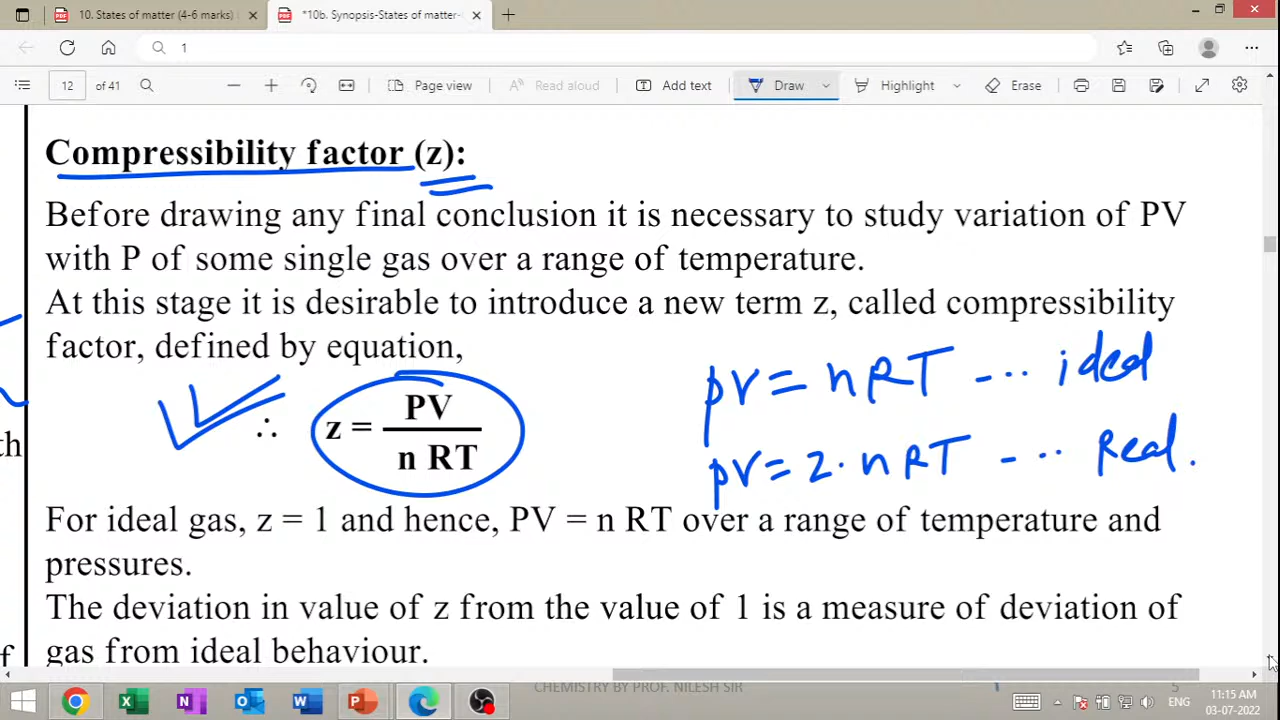 10. States of matter (4-6 marks)
*10b. Synopsis-States of matter-
1
12 of 41
Page view
Read aloud
Add text
Draw
Highlight
Erase
Compressibility factor (z):
Before drawing any final conclusion it is necessary to study variation of PV
with P of some single gas over a range of temperature.
At this stage it is desirable to introduce a new term z, called compressibility
factor, defined by equation,
pv = nRT --- ideal
∴ z = PV / n RT
pv = z. nRT --- Real.
th
For ideal gas, z = 1 and hence, PV = n RT over a range of temperature and
pressures.
The deviation in value of z from the value of 1 is a measure of deviation of
f
gas from ideal behaviour.
CHEMISTRY BY PROF. NILESH SIR
1
5
ENG
11:15 AM
03-07-2022